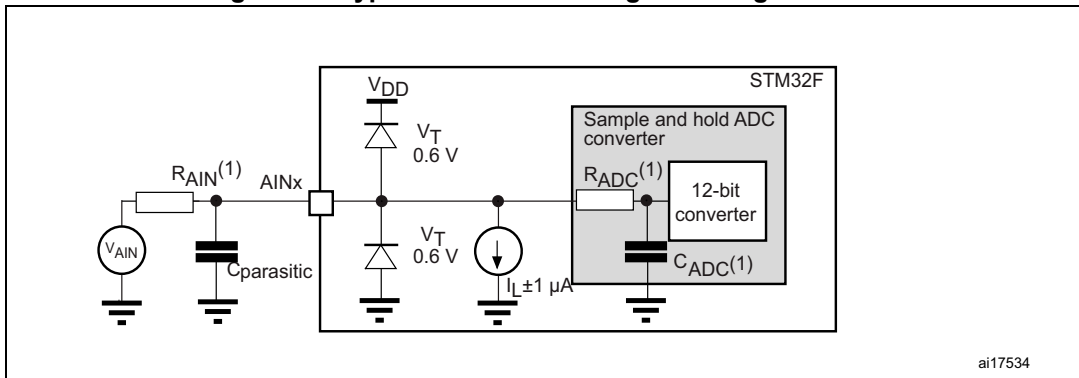 STM32F
VDD
VT
0.6 V
Sample and hold ADC
converter
RAIN(1)
AINx
RADC(1)
12-bit
converter
VAIN
Cparasitic
VT
0.6 V
IL±1 µA
CADC(1)
ai17534